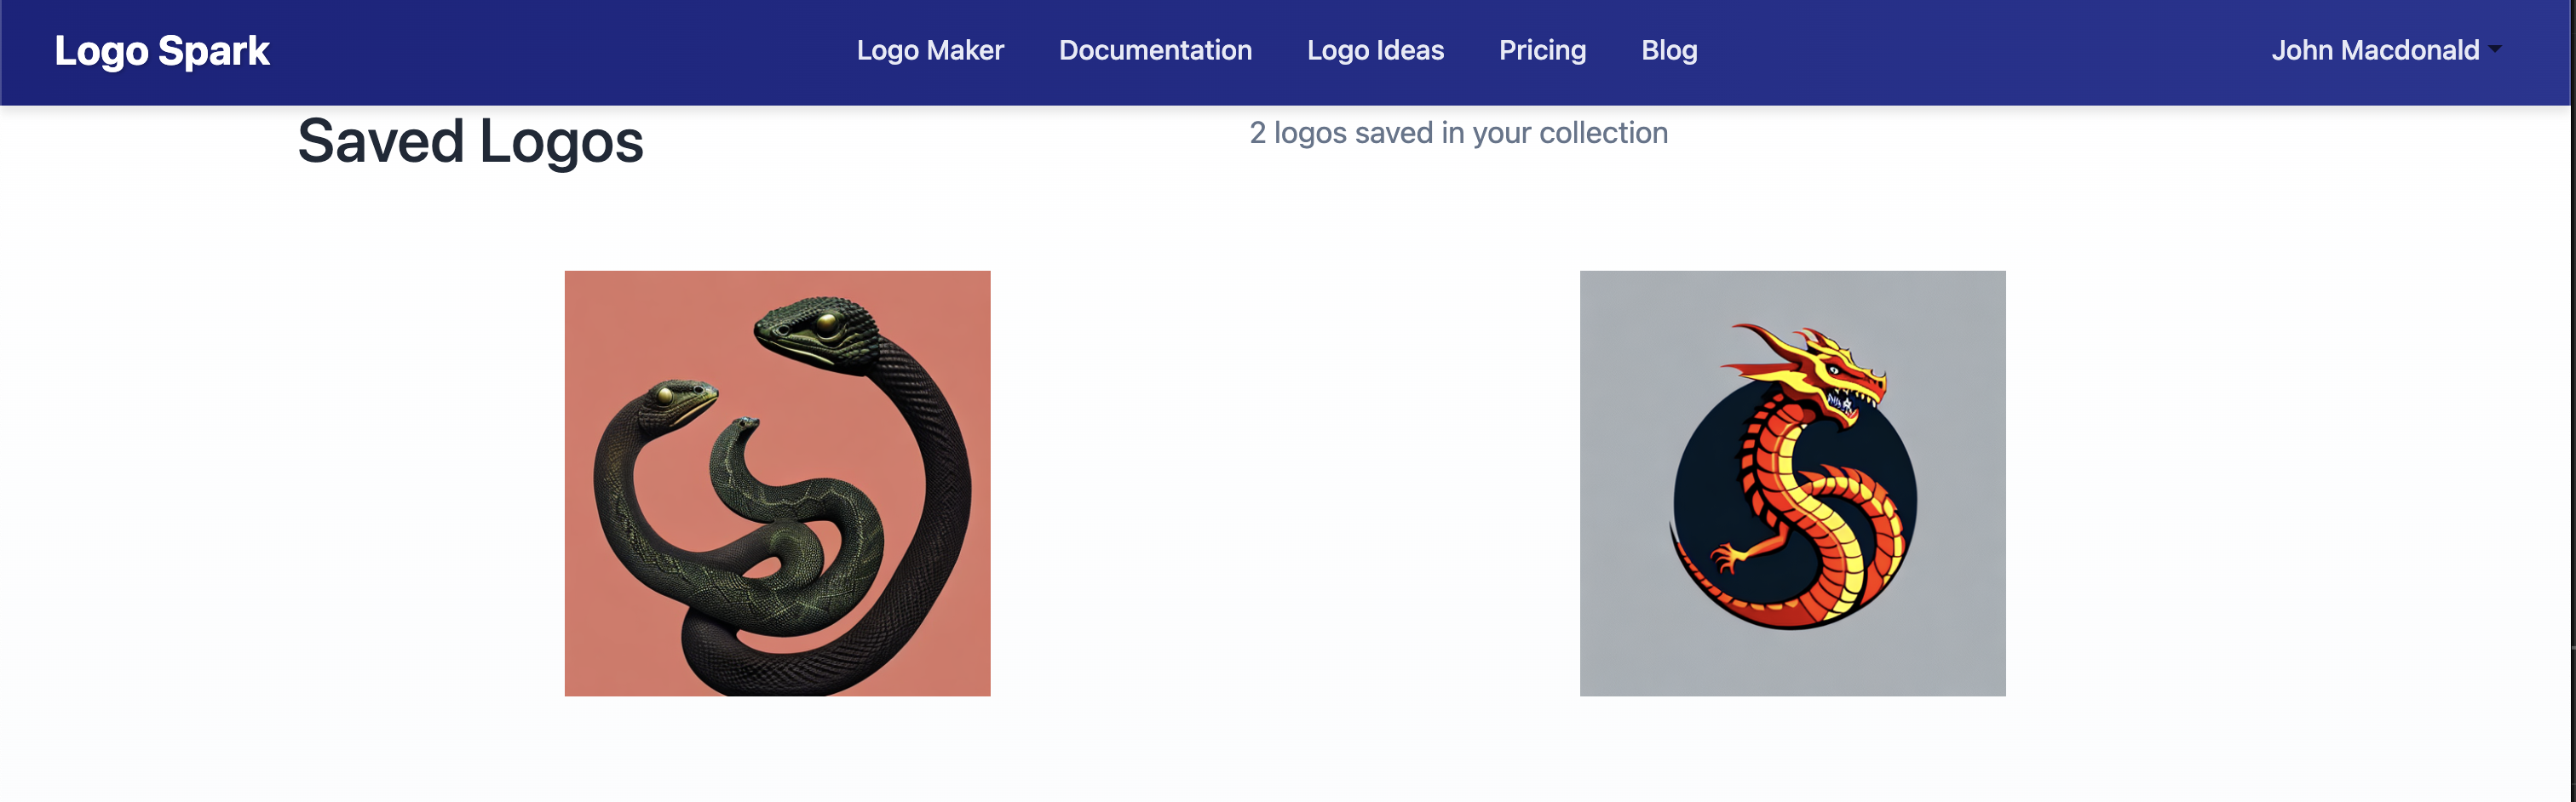 Logo Spark
Logo Maker
Documentation
Logo Ideas
Pricing
Blog
John Macdonald
Saved Logos
2 logos saved in your collection